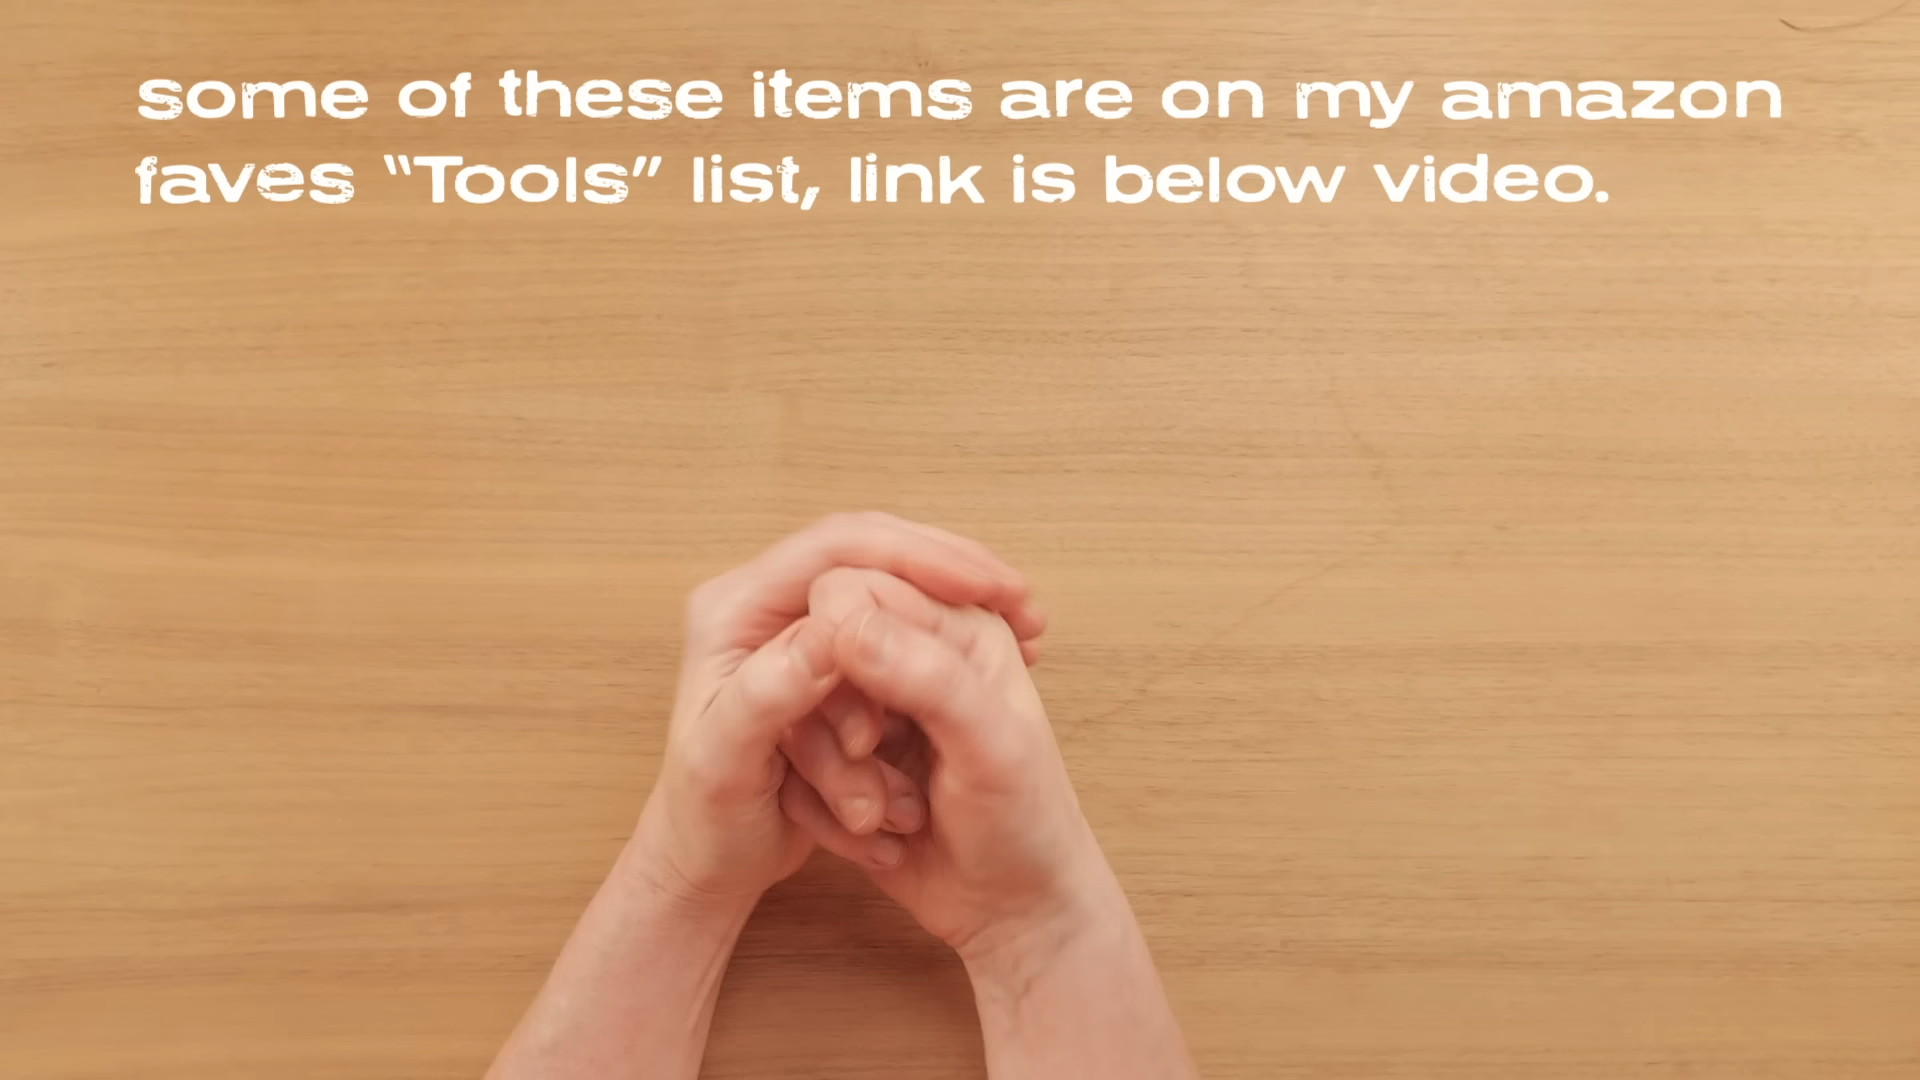 some of these items are on my amazon
faves “Tools” list, link is below video.